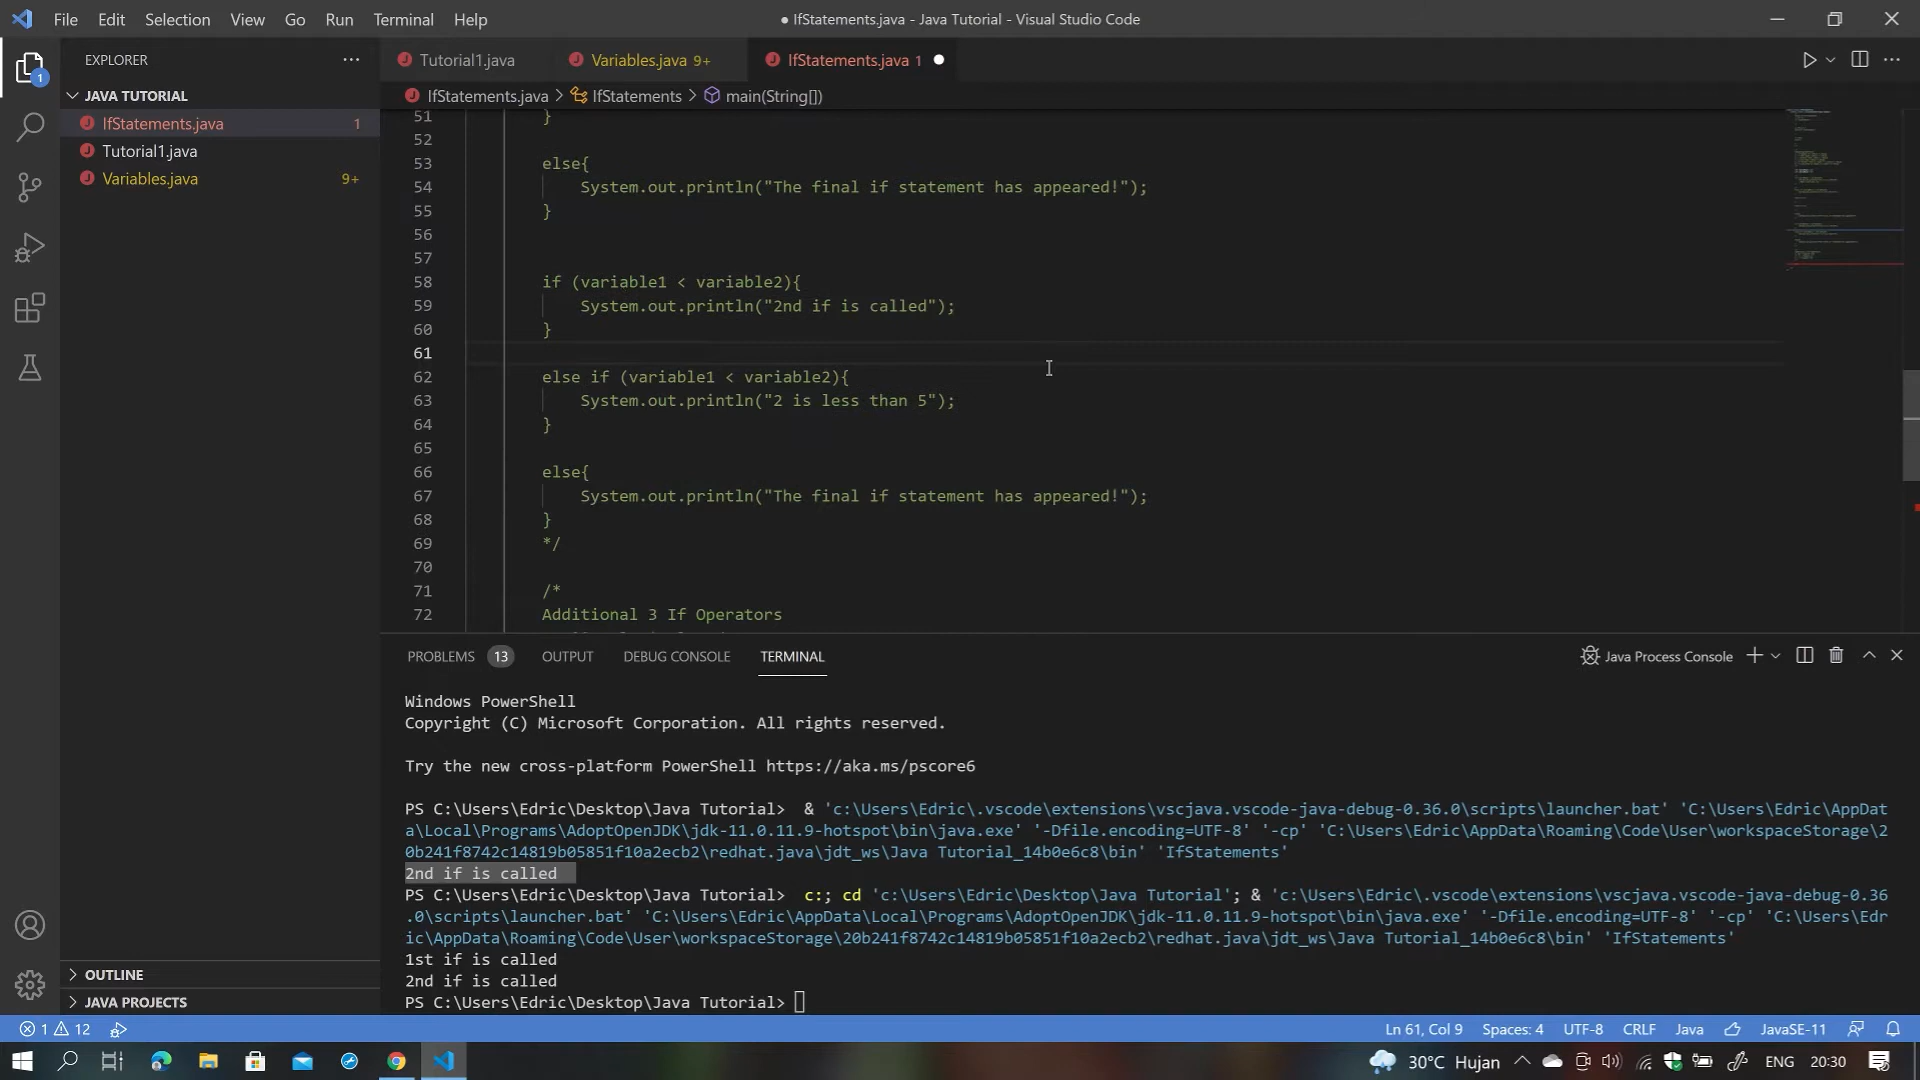 File Edit Selection View Go Run Terminal Help
● IfStatements.java - Java Tutorial - Visual Studio Code
EXPLORER
JAVA TUTORIAL
IfStatements.java 1
Tutorial1.java
Variables.java 9+
OUTLINE
JAVA PROJECTS
1
Tutorial1.java Variables.java 9+ IfStatements.java 1
IfStatements.java > IfStatements > main(String[])
51 }
52
53 else{
54 System.out.println("The final if statement has appeared!");
55 }
56
57
58 if (variable1 < variable2){
59 System.out.println("2nd if is called");
60 }
61
62 else if (variable1 < variable2){
63 System.out.println("2 is less than 5");
64 }
65
66 else{
67 System.out.println("The final if statement has appeared!");
68 }
69 */
70
71 /*
72 Additional 3 If Operators
PROBLEMS 13 OUTPUT DEBUG CONSOLE TERMINAL
Java Process Console
Windows PowerShell
Copyright (C) Microsoft Corporation. All rights reserved.
Try the new cross-platform PowerShell https://aka.ms/pscore6
PS C:\Users\Edric\Desktop\Java Tutorial>  & 'c:\Users\Edric\.vscode\extensions\vscjava.vscode-java-debug-0.36.0\scripts\launcher.bat' 'C:\Users\Edric\AppDat
a\Local\Programs\AdoptOpenJDK\jdk-11.0.11.9-hotspot\bin\java.exe' '-Dfile.encoding=UTF-8' '-cp' 'C:\Users\Edric\AppData\Roaming\Code\User\workspaceStorage\2
0b241f8742c14819b05851f10a2ecb2\redhat.java\jdt_ws\Java Tutorial_14b0e6c8\bin' 'IfStatements'
2nd if is called
PS C:\Users\Edric\Desktop\Java Tutorial>  c:; cd 'c:\Users\Edric\Desktop\Java Tutorial'; & 'c:\Users\Edric\.vscode\extensions\vscjava.vscode-java-debug-0.36
.0\scripts\launcher.bat' 'C:\Users\Edric\AppData\Local\Programs\AdoptOpenJDK\jdk-11.0.11.9-hotspot\bin\java.exe' '-Dfile.encoding=UTF-8' '-cp' 'C:\Users\Edr
ic\AppData\Roaming\Code\User\workspaceStorage\20b241f8742c14819b05851f10a2ecb2\redhat.java\jdt_ws\Java Tutorial_14b0e6c8\bin' 'IfStatements'
1st if is called
2nd if is called
PS C:\Users\Edric\Desktop\Java Tutorial>
1 12
Ln 61, Col 9 Spaces: 4 UTF-8 CRLF Java JavaSE-11
30°C Hujan ENG 20:30